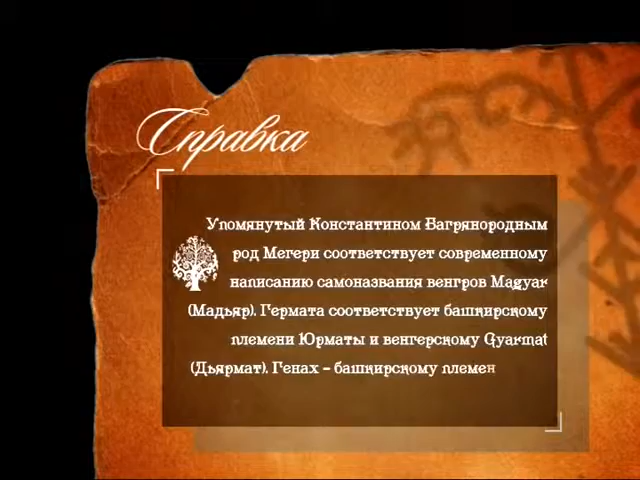 Справка
Упомянутый Константином Багрянородным
род Мегери соответствует современному
написанию самоназвания венгров Magyar
(Мадьяр). Гермата соответствует башкирскому
племени Юрматы и венгерскому Gyarmat
(Дьярмат). Генах – башкирскому племен